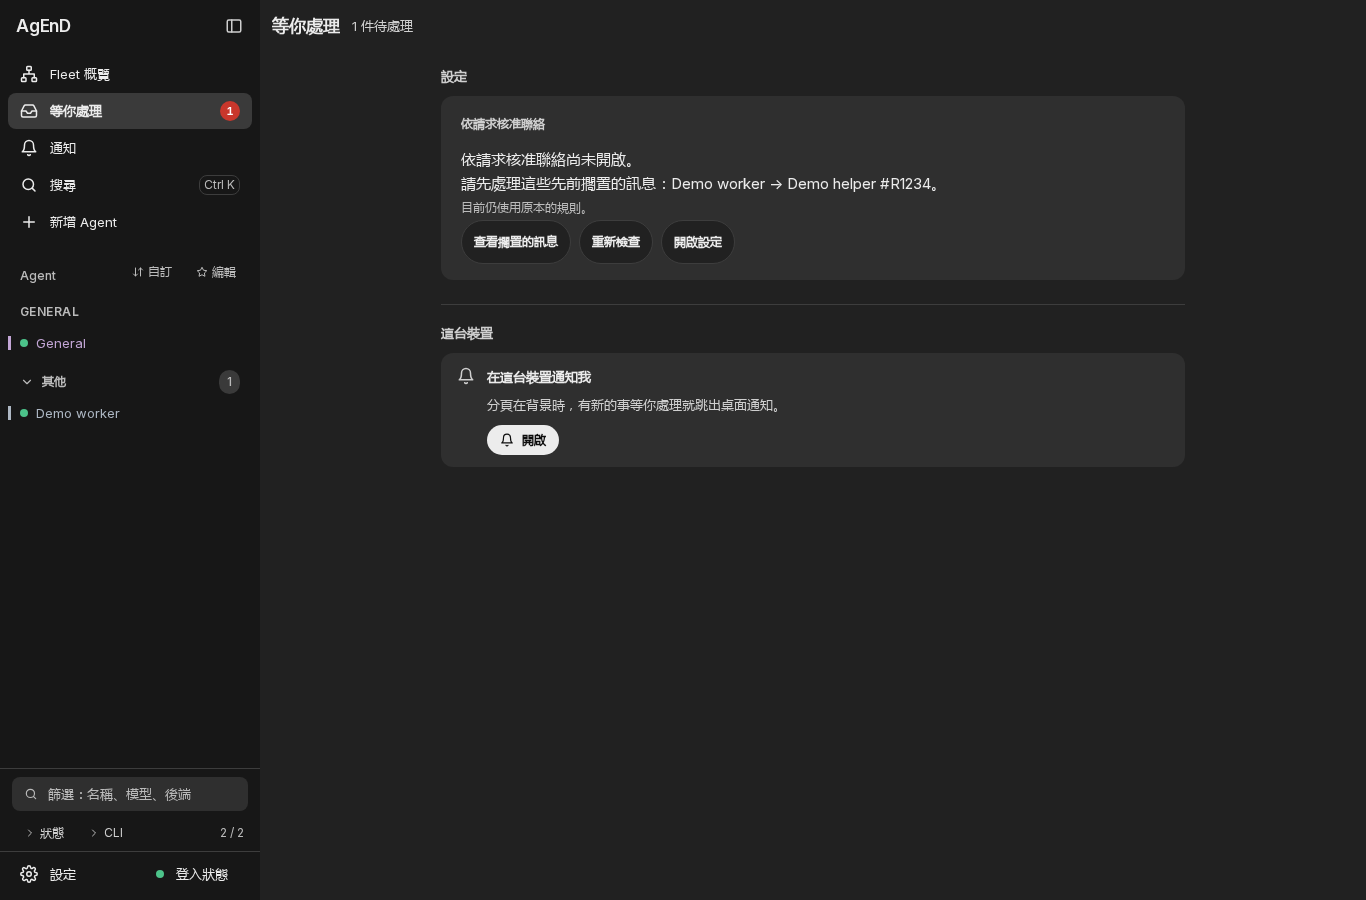 AgEnD
Fleet 概覽
等你處理 1
通知
搜尋 Ctrl K
新增 Agent
Agent 自訂 編輯
GENERAL
General
其他 1
Demo worker
篩選：名稱、模型、後端
狀態 CLI 2 / 2
設定 登入狀態
等你處理 1 件待處理
設定
依請求核准聯絡
依請求核准聯絡尚未開啟。
請先處理這些先前擱置的訊息：Demo worker → Demo helper #R1234。
目前仍使用原本的規則。
查看擱置的訊息 重新檢查 開啟設定
這台裝置
在這台裝置通知我
分頁在背景時，有新的事等你處理就跳出桌面通知。
開啟